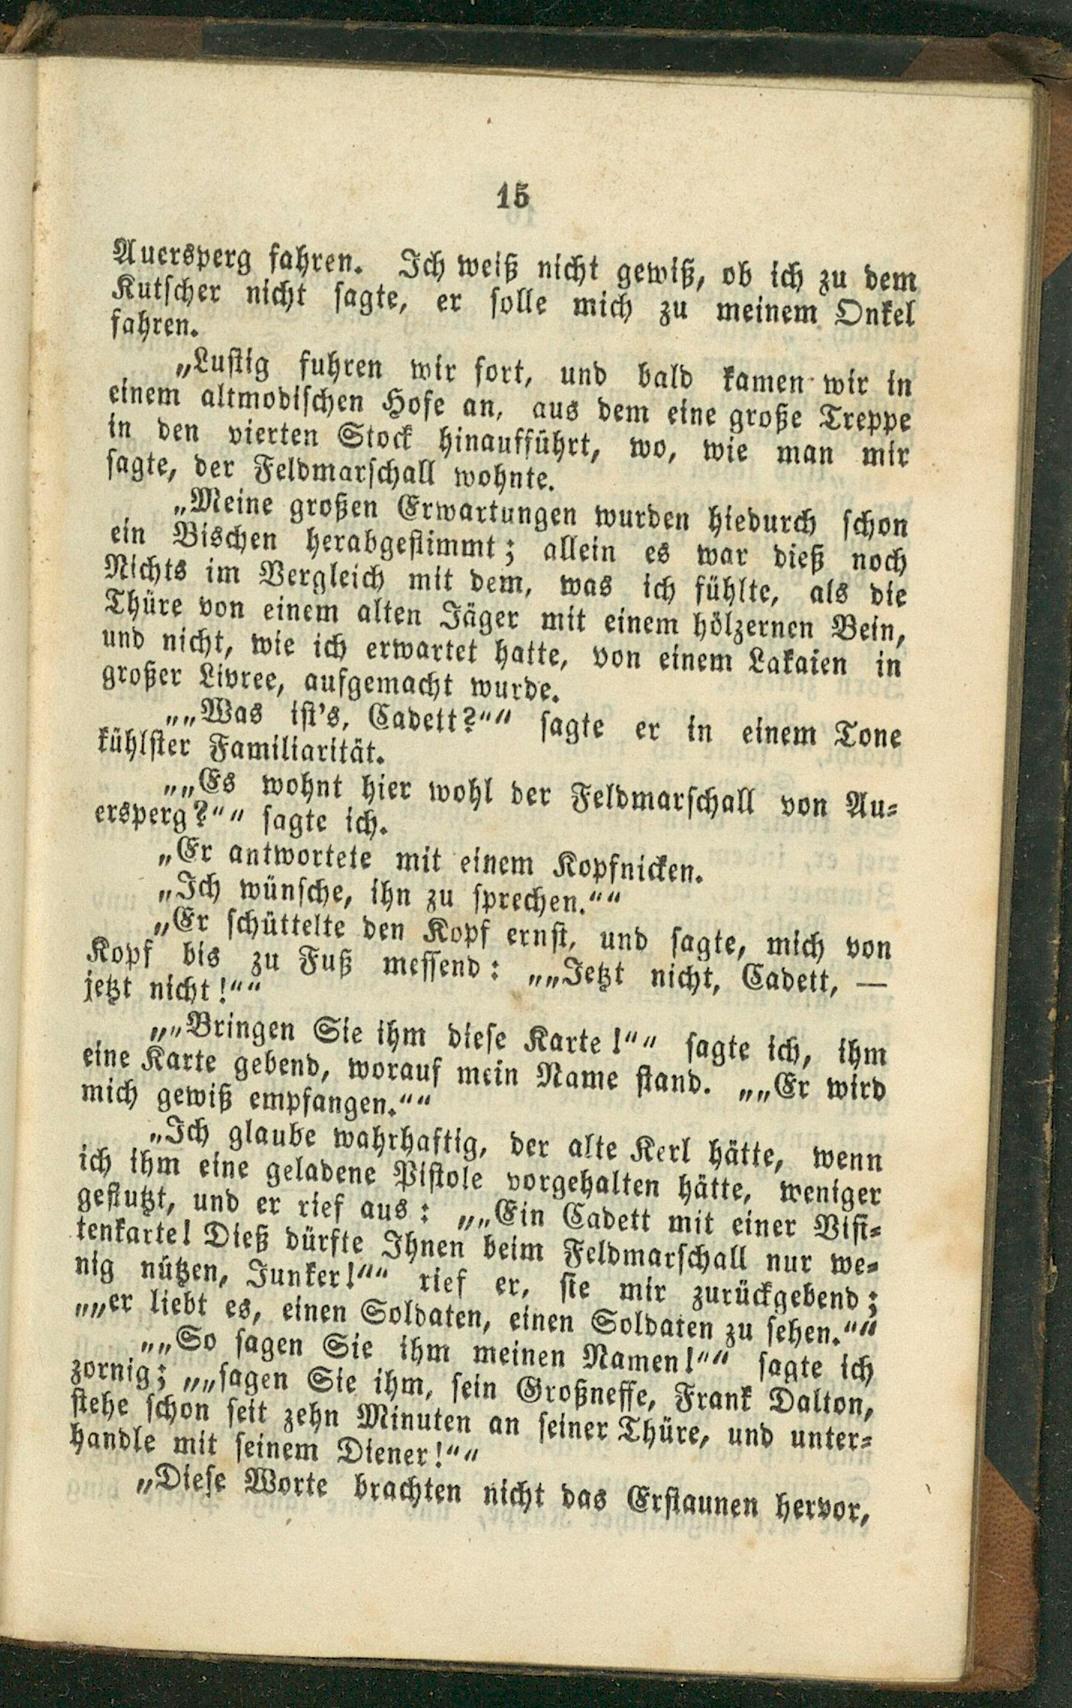 15
Auersperg fahren. Ich weiß nicht gewiß, ob ich zu dem
Kutscher nicht sagte, er solle mich zu meinem Onkel
fahren.
„Lustig fuhren wir fort, und bald kamen wir in
einem altmodischen Hofe an, aus dem eine große Treppe
in den vierten Stock hinaufführt, wo, wie man mir
sagte, der Feldmarschall wohnte.
„Meine großen Erwartungen wurden hiedurch schon
ein Bischen herabgestimmt; allein es war dieß noch
Nichts im Vergleich mit dem, was ich fühlte, als die
Thüre von einem alten Jäger mit einem hölzernen Bein,
und nicht, wie ich erwartet hatte, von einem Lakaien in
großer Livree, aufgemacht wurde.
„„Was ist's, Cadett?"" sagte er in einem Tone
kühlster Familiarität.
„„Es wohnt hier wohl der Feldmarschall von Au-
ersperg?"" sagte ich.
„Er antwortete mit einem Kopfnicken.
„Ich wünsche, ihn zu sprechen.""
„Er schüttelte den Kopf ernst, und sagte, mich von
Kopf bis zu Fuß messend: „„Jetzt nicht, Cadett, —
jetzt nicht!""
„„Bringen Sie ihm diese Karte!"" sagte ich, ihm
eine Karte gebend, worauf mein Name stand. „„Er wird
mich gewiß empfangen.""
„Ich glaube wahrhaftig, der alte Kerl hätte, wenn
ich ihm eine geladene Pistole vorgehalten hätte, weniger
gestutzt, und er rief aus: „„Ein Cadett mit einer Visi-
tenkarte! Dieß dürfte Ihnen beim Feldmarschall nur we-
nig nützen, Junker!"" rief er, sie mir zurückgebend;
„„er liebt es, einen Soldaten, einen Soldaten zu sehen.""
„„So sagen Sie ihm meinen Namen!"" sagte ich
zornig; „„sagen Sie ihm, sein Großneffe, Frank Dalton,
stehe schon seit zehn Minuten an seiner Thüre, und unter-
handle mit seinem Diener!""
„Diese Worte brachten nicht das Erstaunen hervor,